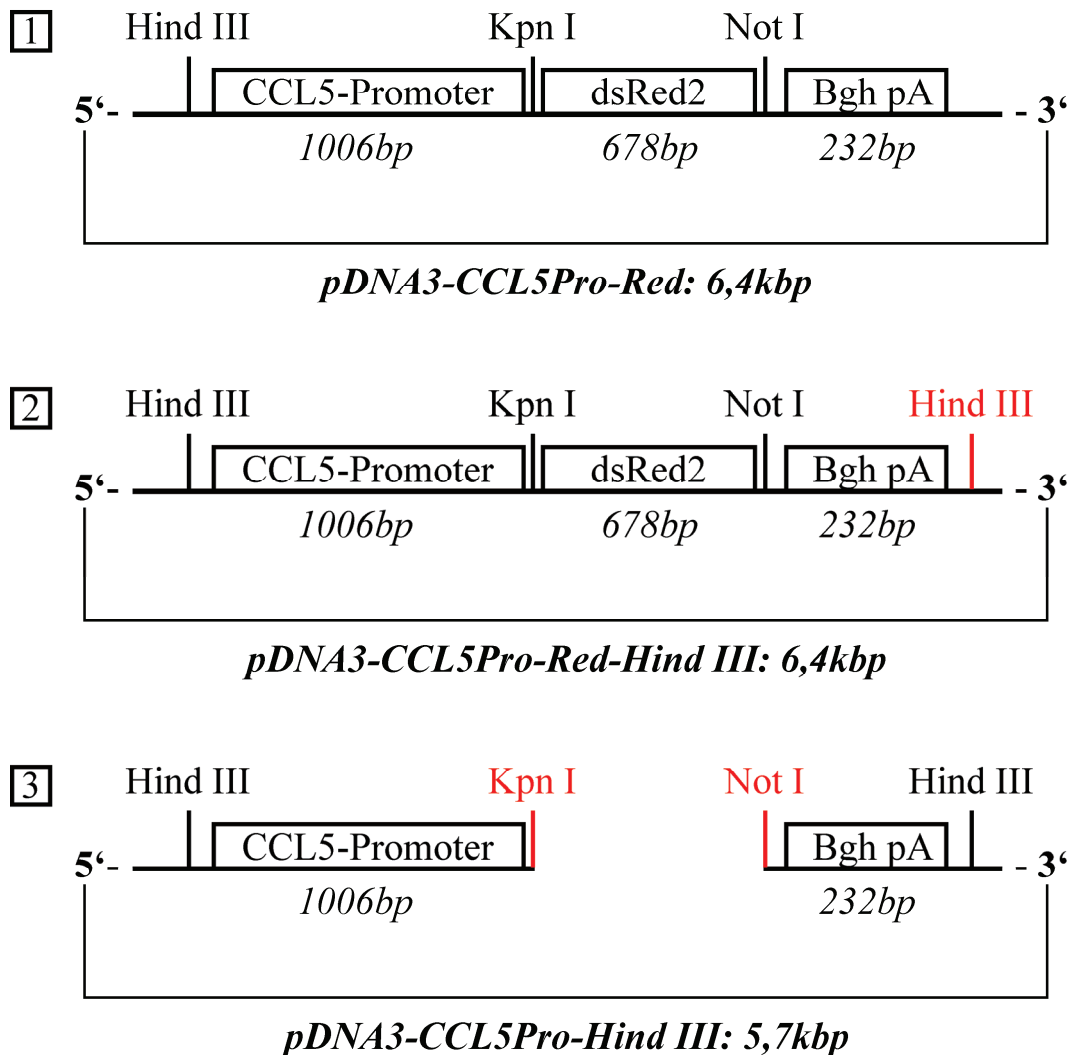 1
Hind III Kpn I Not I
CCL5-Promoter dsRed2 Bgh pA
5‘- -3‘
1006bp 678bp 232bp
pDNA3-CCL5Pro-Red: 6,4kbp
2
Hind III Kpn I Not I Hind III
CCL5-Promoter dsRed2 Bgh pA
5‘- -3‘
1006bp 678bp 232bp
pDNA3-CCL5Pro-Red-Hind III: 6,4kbp
3
Hind III Kpn I Not I Hind III
CCL5-Promoter Bgh pA
5‘- -3‘
1006bp 232bp
pDNA3-CCL5Pro-Hind III: 5,7kbp